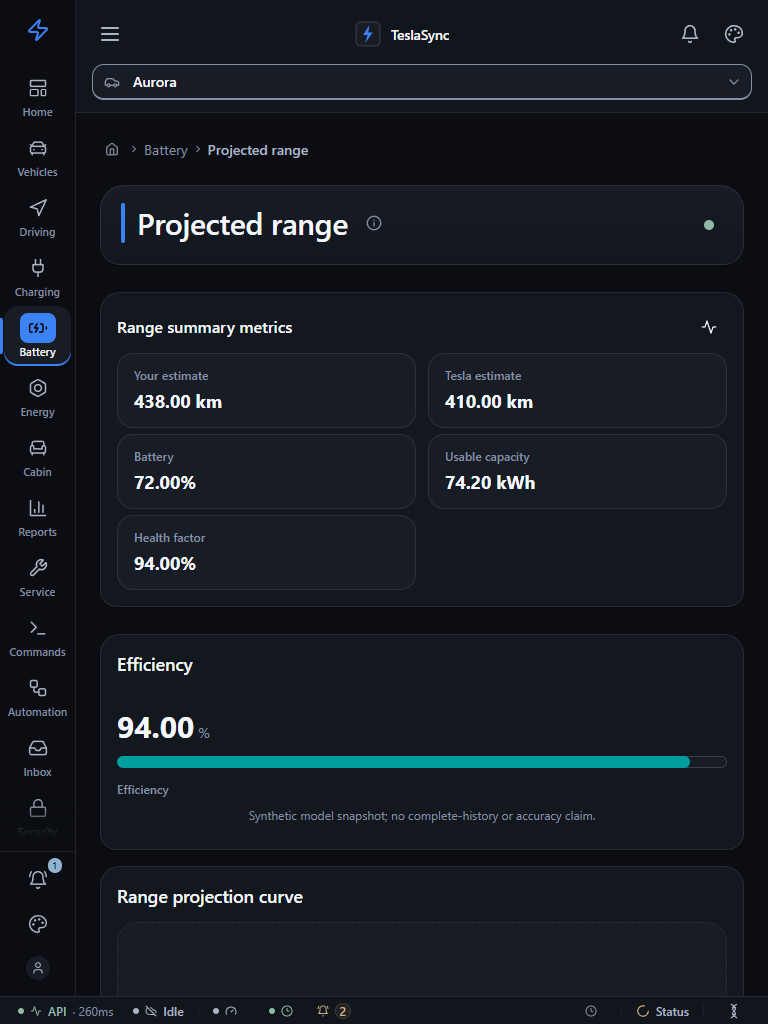 TeslaSync
Aurora
Home
Vehicles
Driving
Charging
Battery
Energy
Cabin
Reports
Service
Commands
Automation
Inbox
Security
1
Battery
Projected range
Projected range
Range summary metrics
Your estimate
438.00 km
Tesla estimate
410.00 km
Battery
72.00%
Usable capacity
74.20 kWh
Health factor
94.00%
Efficiency
94.00 %
Efficiency
Synthetic model snapshot; no complete-history or accuracy claim.
Range projection curve
API · 260ms
Idle
2
Status